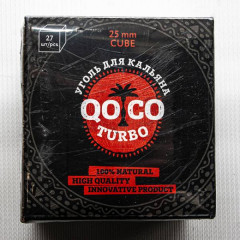 25 mm
CUBE
27
шт/pcs
УГОЛЬ ДЛЯ КАЛЬЯНА
QOCO
TURBO
100% NATURAL
HIGH QUALITY
INNOVATIVE PRODUCT